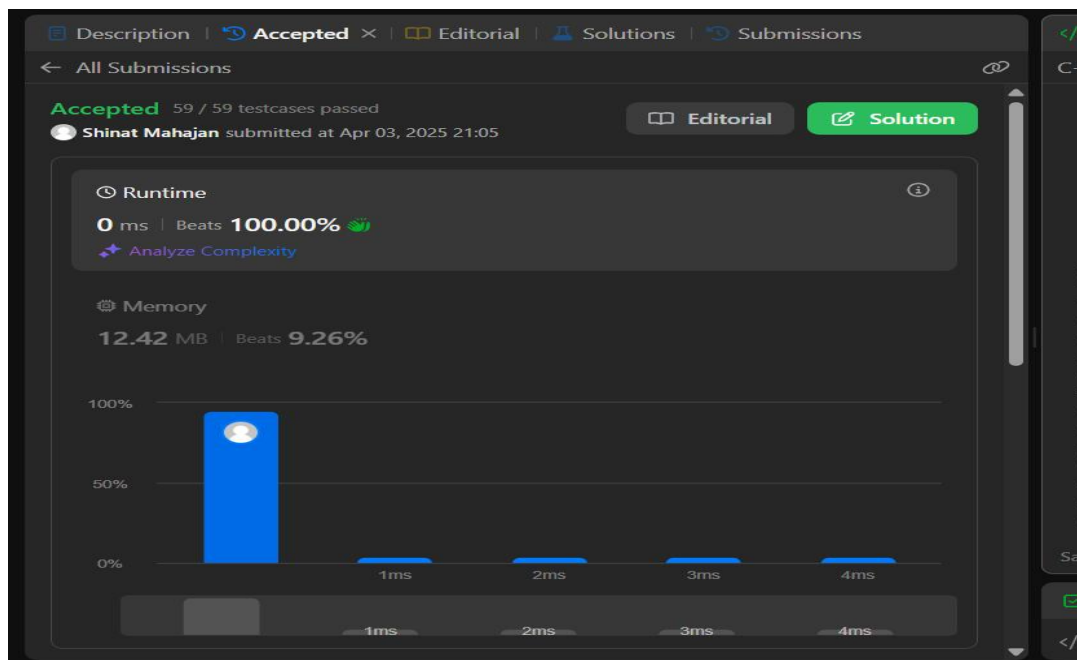 Description | Accepted × | Editorial | Solutions | Submissions
← All Submissions
Accepted 59 / 59 testcases passed
Shinat Mahajan submitted at Apr 03, 2025 21:05
Editorial
Solution
Runtime
0 ms | Beats 100.00%
Analyze Complexity
Memory
12.42 MB | Beats 9.26%
100%
50%
0%
1ms 2ms 3ms 4ms
1ms 2ms 3ms 4ms
</
C-
Sa
</